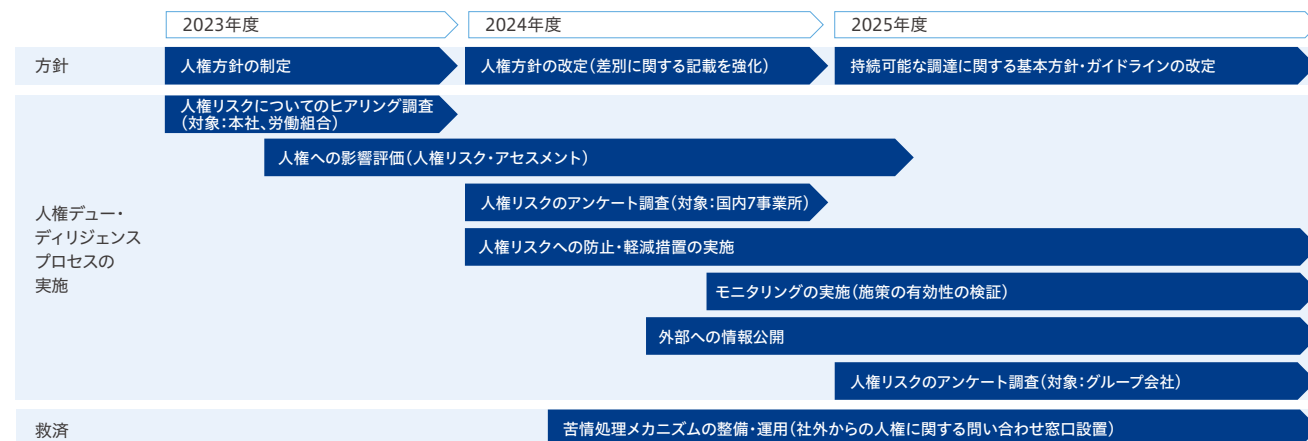 2023年度
2024年度
2025年度
方針
人権方針の制定
人権方針の改定(差別に関する記載を強化)
持続可能な調達に関する基本方針・ガイドラインの改定
人権デュー・
ディリジェンス
プロセスの
実施
人権リスクについてのヒアリング調査
(対象:本社、労働組合)
人権への影響評価(人権リスク・アセスメント)
人権リスクのアンケート調査(対象:国内7事業所)
人権リスクへの防止・軽減措置の実施
モニタリングの実施(施策の有効性の検証)
外部への情報公開
人権リスクのアンケート調査(対象:グループ会社)
救済
苦情処理メカニズムの整備・運用(社外からの人権に関する問い合わせ窓口設置)